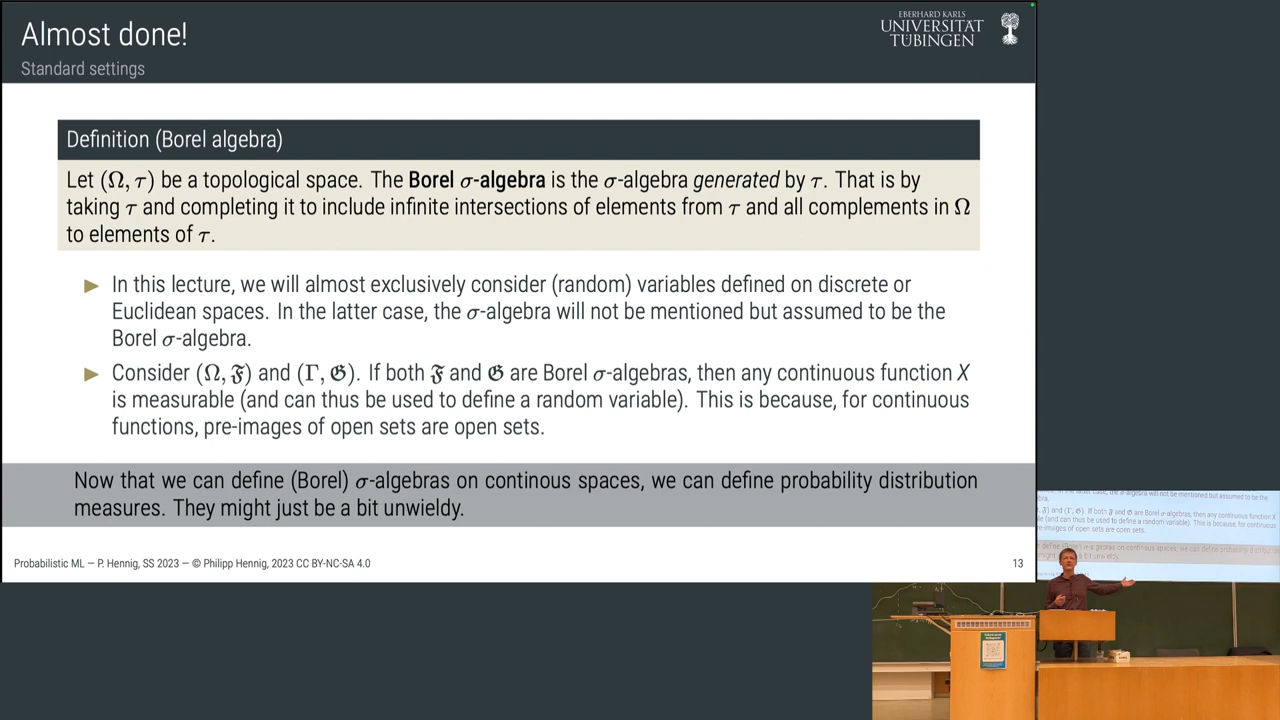 Almost done!
Standard settings
EBERHARD KARLS
UNIVERSITÄT
TÜBINGEN
Definition (Borel algebra)
Let (Ω, τ) be a topological space. The Borel σ-algebra is the σ-algebra generated by τ. That is by
taking τ and completing it to include infinite intersections of elements from τ and all complements in Ω
to elements of τ.
▶ In this lecture, we will almost exclusively consider (random) variables defined on discrete or
Euclidean spaces. In the latter case, the σ-algebra will not be mentioned but assumed to be the
Borel σ-algebra.
▶ Consider (Ω, 𝔉) and (Γ, 𝔊). If both 𝔉 and 𝔊 are Borel σ-algebras, then any continuous function X
is measurable (and can thus be used to define a random variable). This is because, for continuous
functions, pre-images of open sets are open sets.
Now that we can define (Borel) σ-algebras on continous spaces, we can define probability distribution
measures. They might just be a bit unwieldy.
Probabilistic ML — P. Hennig, SS 2023 — © Philipp Hennig, 2023 CC BY-NC-SA 4.0
13